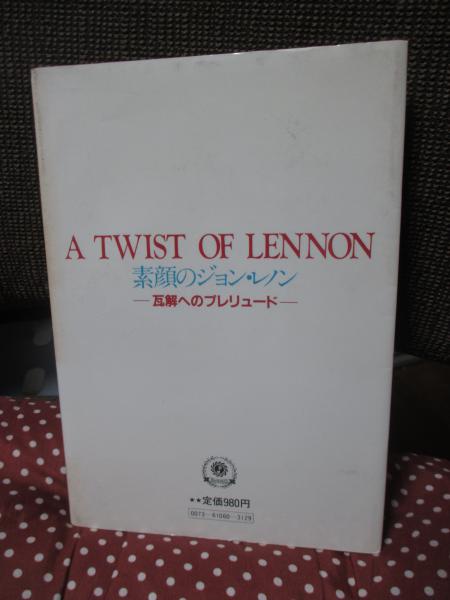 A TWIST OF LENNON
素顔のジョン・レノン
―瓦解へのプレリュード―
★★定価980円
0073-61060-3129